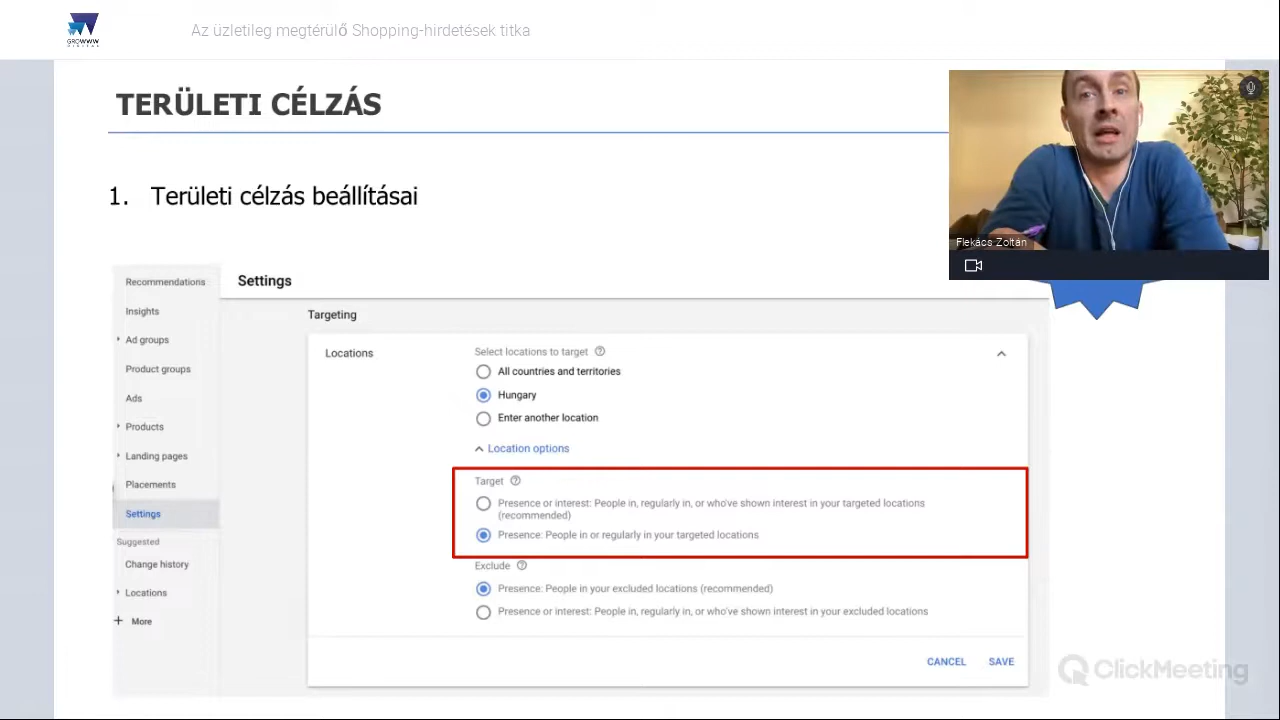 GROWWW
DIGITAL
Az üzletileg megtérülő Shopping-hirdetések titka
TERÜLETI CÉLZÁS
1. Területi célzás beállításai
Flekács Zoltán
Recommendations
Insights
Ad groups
Product groups
Ads
Products
Landing pages
Placements
Settings
Suggested
Change history
Locations
+ More
Settings
Targeting
Locations
Select locations to target
All countries and territories
Hungary
Enter another location
Location options
Target
Presence or interest: People in, regularly in, or who've shown interest in your targeted locations
(recommended)
Presence: People in or regularly in your targeted locations
Exclude
Presence: People in your excluded locations (recommended)
Presence or interest: People in, regularly in, or who've shown interest in your excluded locations
CANCEL SAVE
ClickMeeting